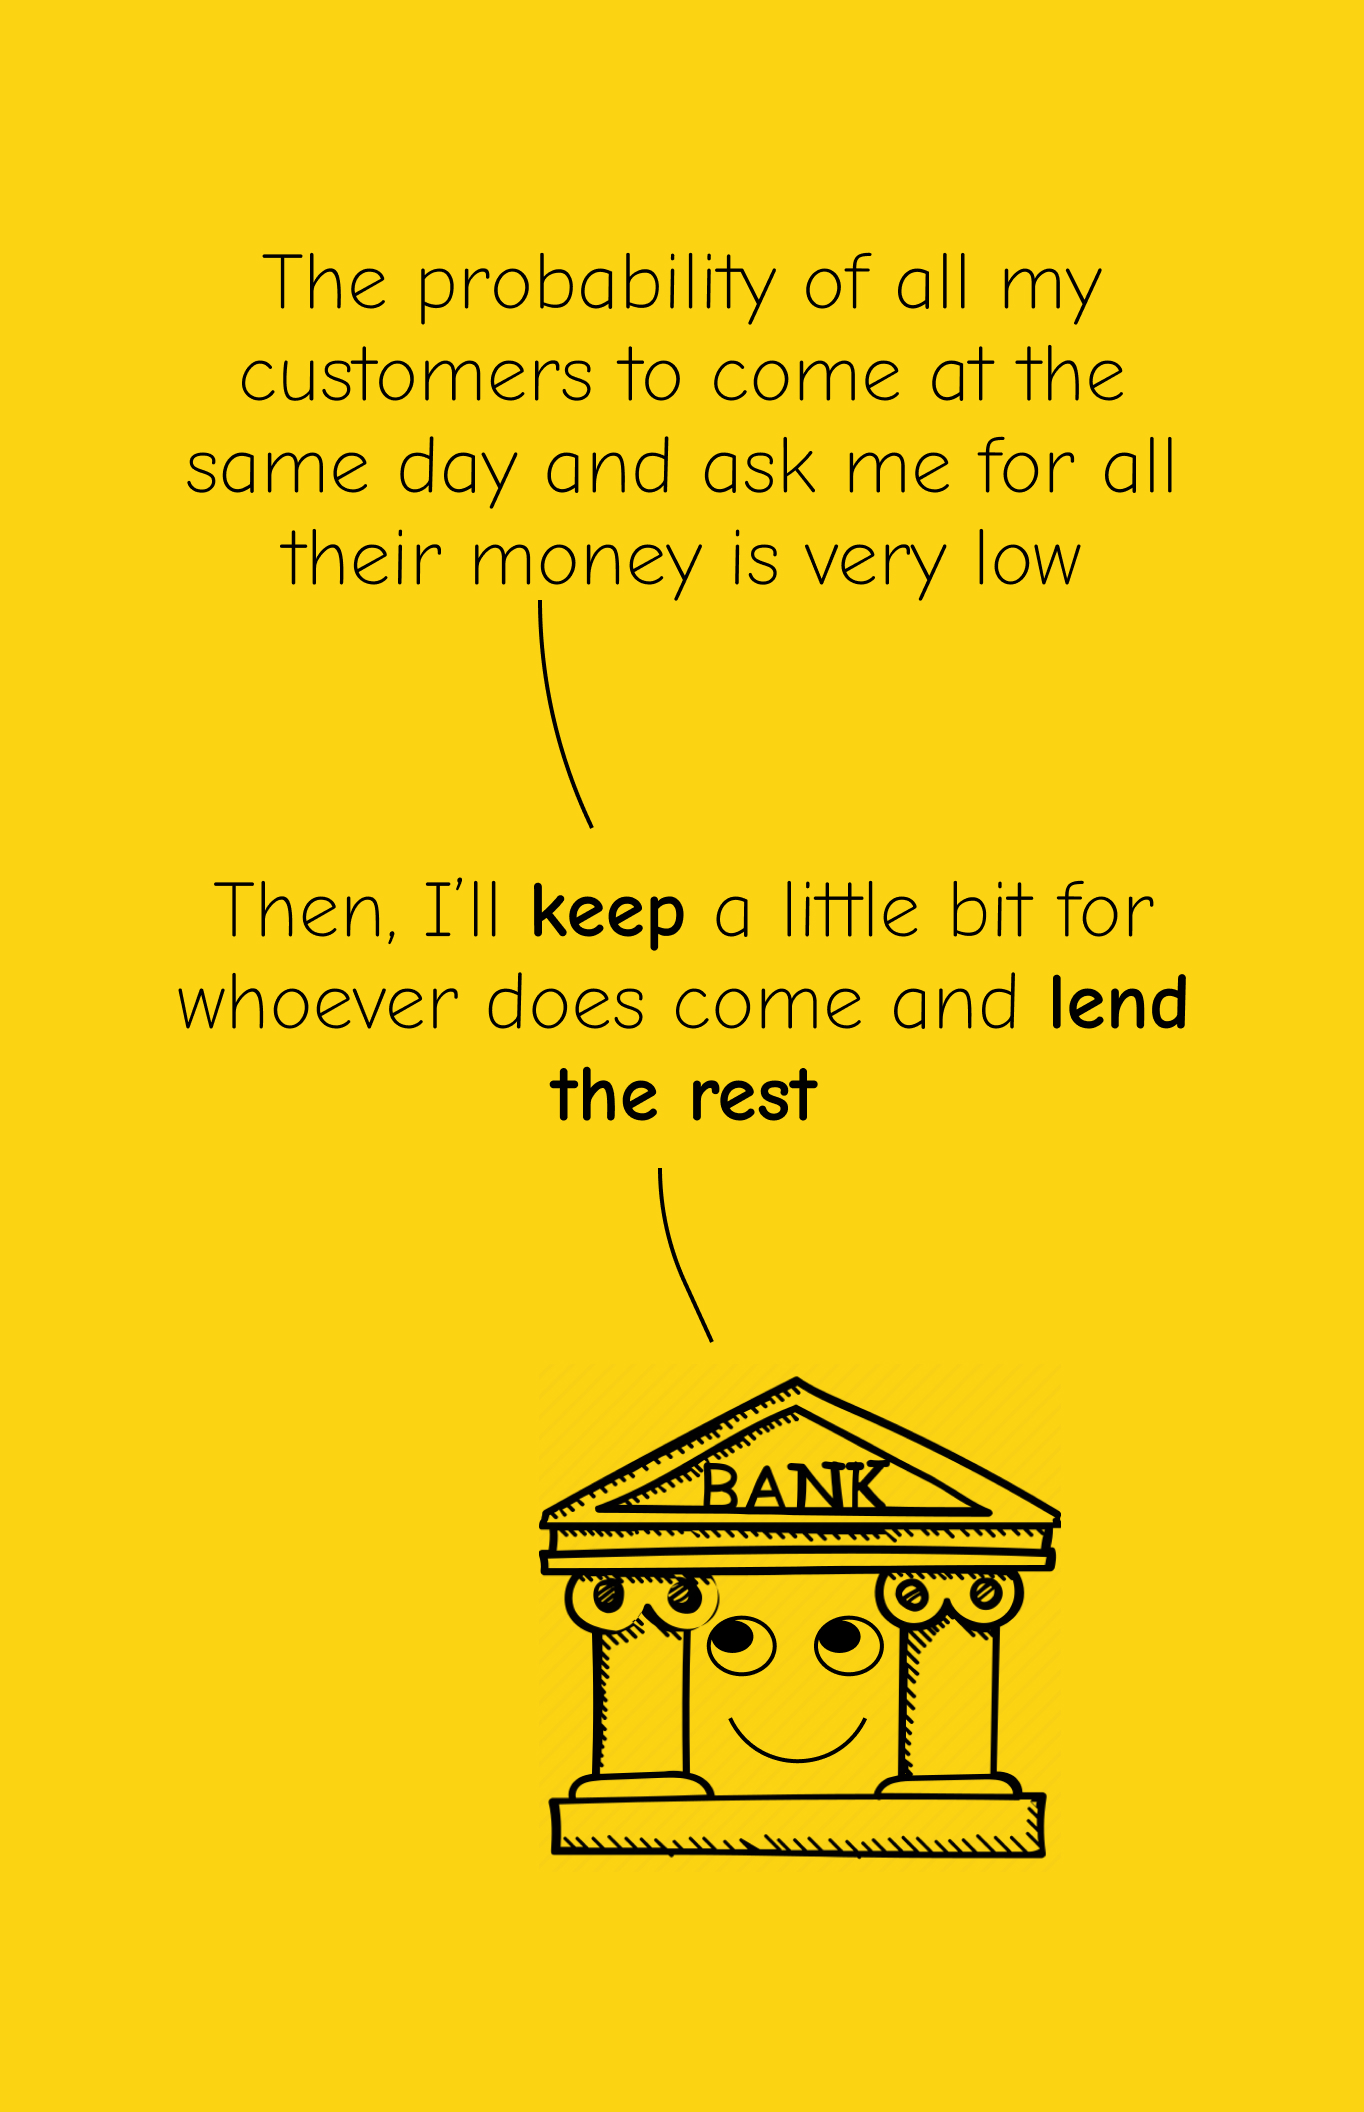 The probability of all my
customers to come at the
same day and ask me for all
their money is very low
Then, I'll keep a little bit for
whoever does come and lend
the rest
BANK